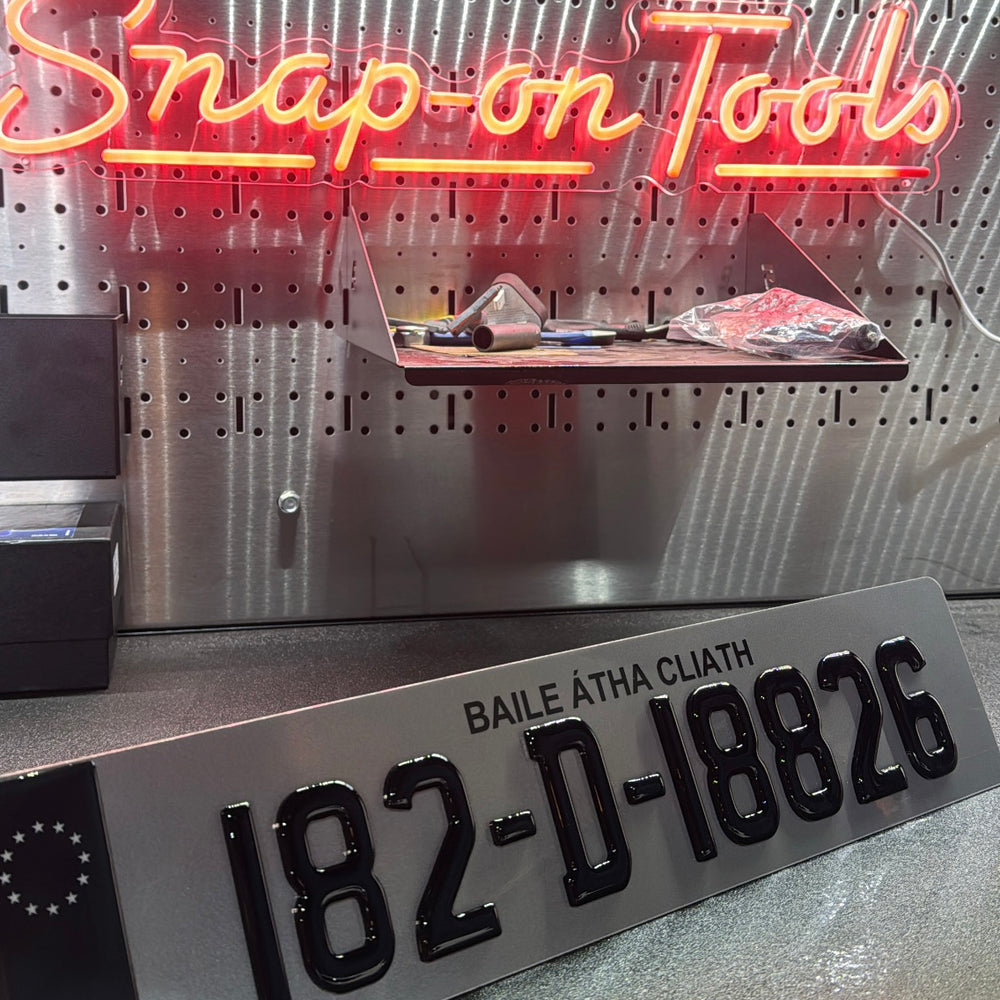 Snap-on Tools
BAILE ÁTHA CLIATH
182-D-18826